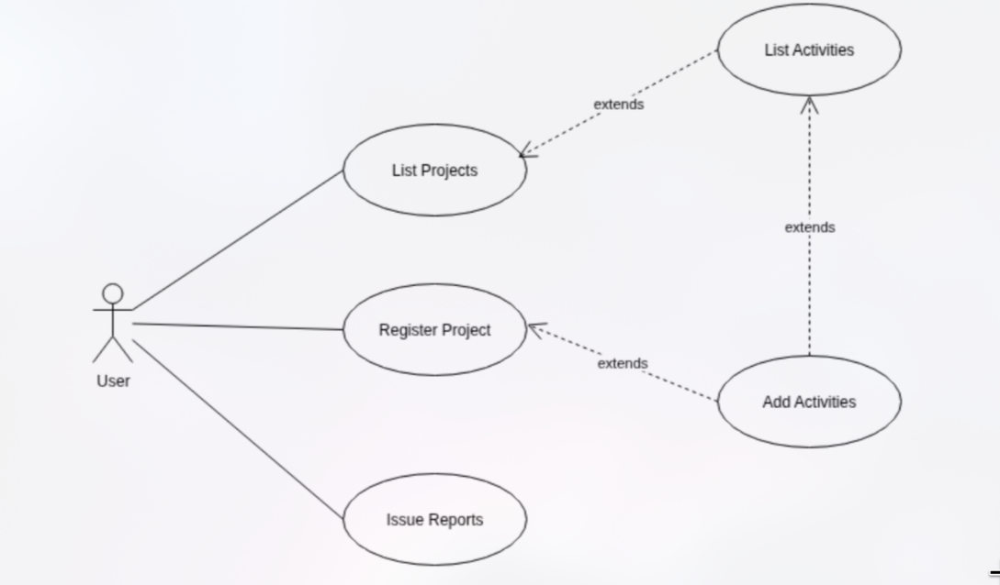 List Activities
extends
List Projects
extends
Register Project
extends
User
Add Activities
Issue Reports